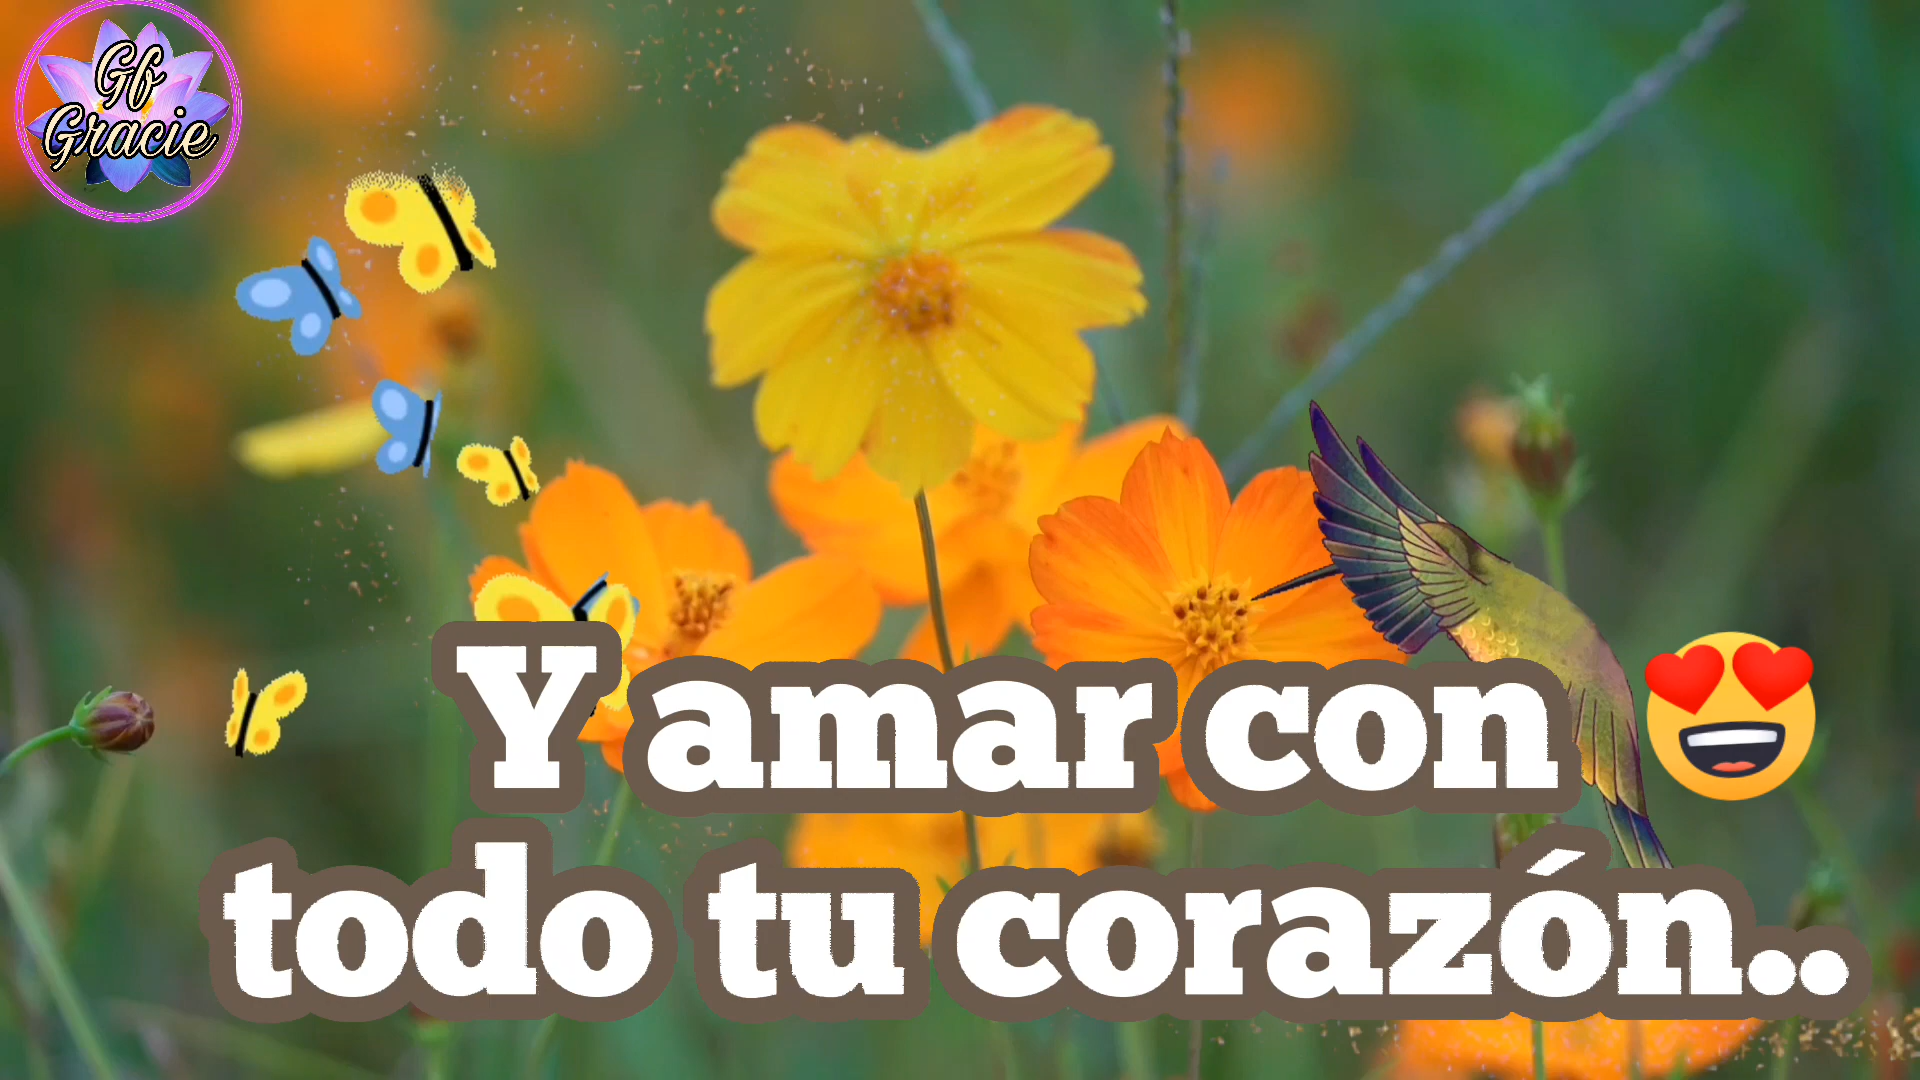 Gf
Gracie
Y amar con 😍
todo tu corazón..